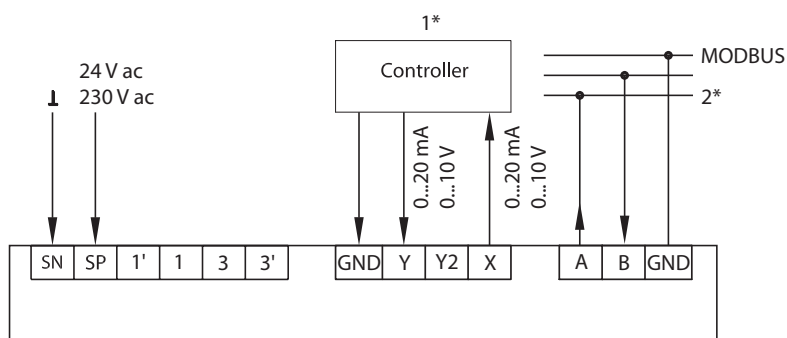 1*
Controller
MODBUS
2*
24 V ac
230 V ac
0...20 mA
0...10 V
0...20 mA
0...10 V
SN SP 1' 1 3 3' GND Y Y2 X A B GND